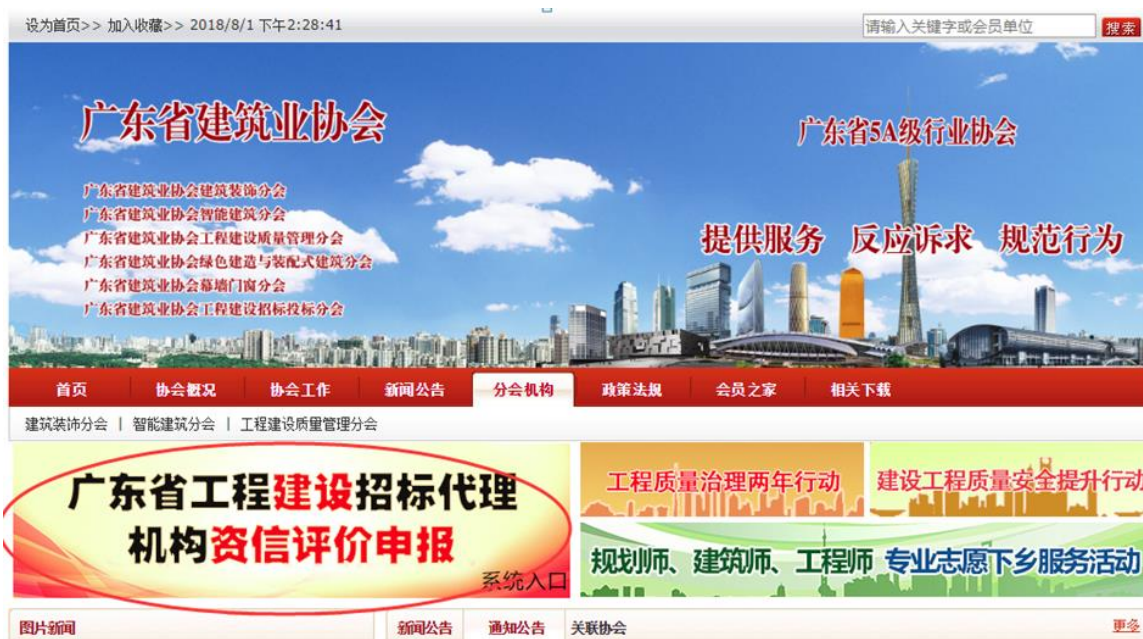 设为首页>> 加入收藏>> 2018/8/1 下午2:28:41
请输入关键字或会员单位 搜索
广东省建筑业协会
广东省5A级行业协会
广东省建筑业协会建筑装饰分会
广东省建筑业协会智能建筑分会
广东省建筑业协会工程建设质量管理分会
广东省建筑业协会绿色建造与装配式建筑分会
广东省建筑业协会幕墙门窗分会
广东省建筑业协会工程建设招标投标分会
提供服务 反应诉求 规范行为
首页 协会概况 协会工作 新闻公告 分会机构 政策法规 会员之家 相关下载
建筑装饰分会 | 智能建筑分会 | 工程建设质量管理分会
广东省工程建设招标代理
机构资信评价申报
系统入口
工程质量治理两年行动
建设工程质量安全提升行动
规划师、建筑师、工程师 专业志愿下乡服务活动
图片新闻 新闻公告 通知公告 关联协会 更多